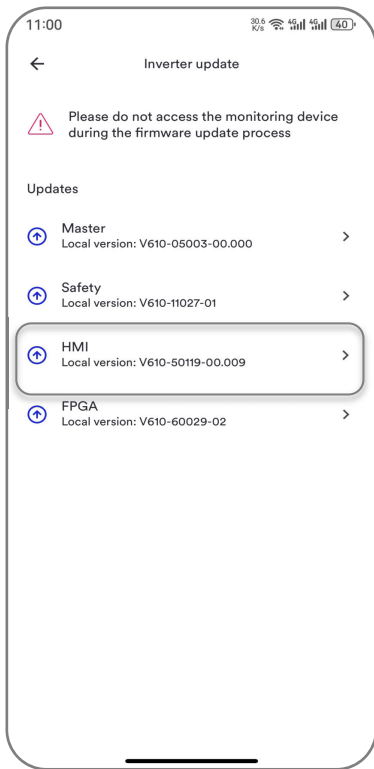 11:00
30.6 K/s 4G 4G 40
Inverter update
Please do not access the monitoring device
during the firmware update process
Updates
Master
Local version: V610-05003-00.000
Safety
Local version: V610-11027-01
HMI
Local version: V610-50119-00.009
FPGA
Local version: V610-60029-02